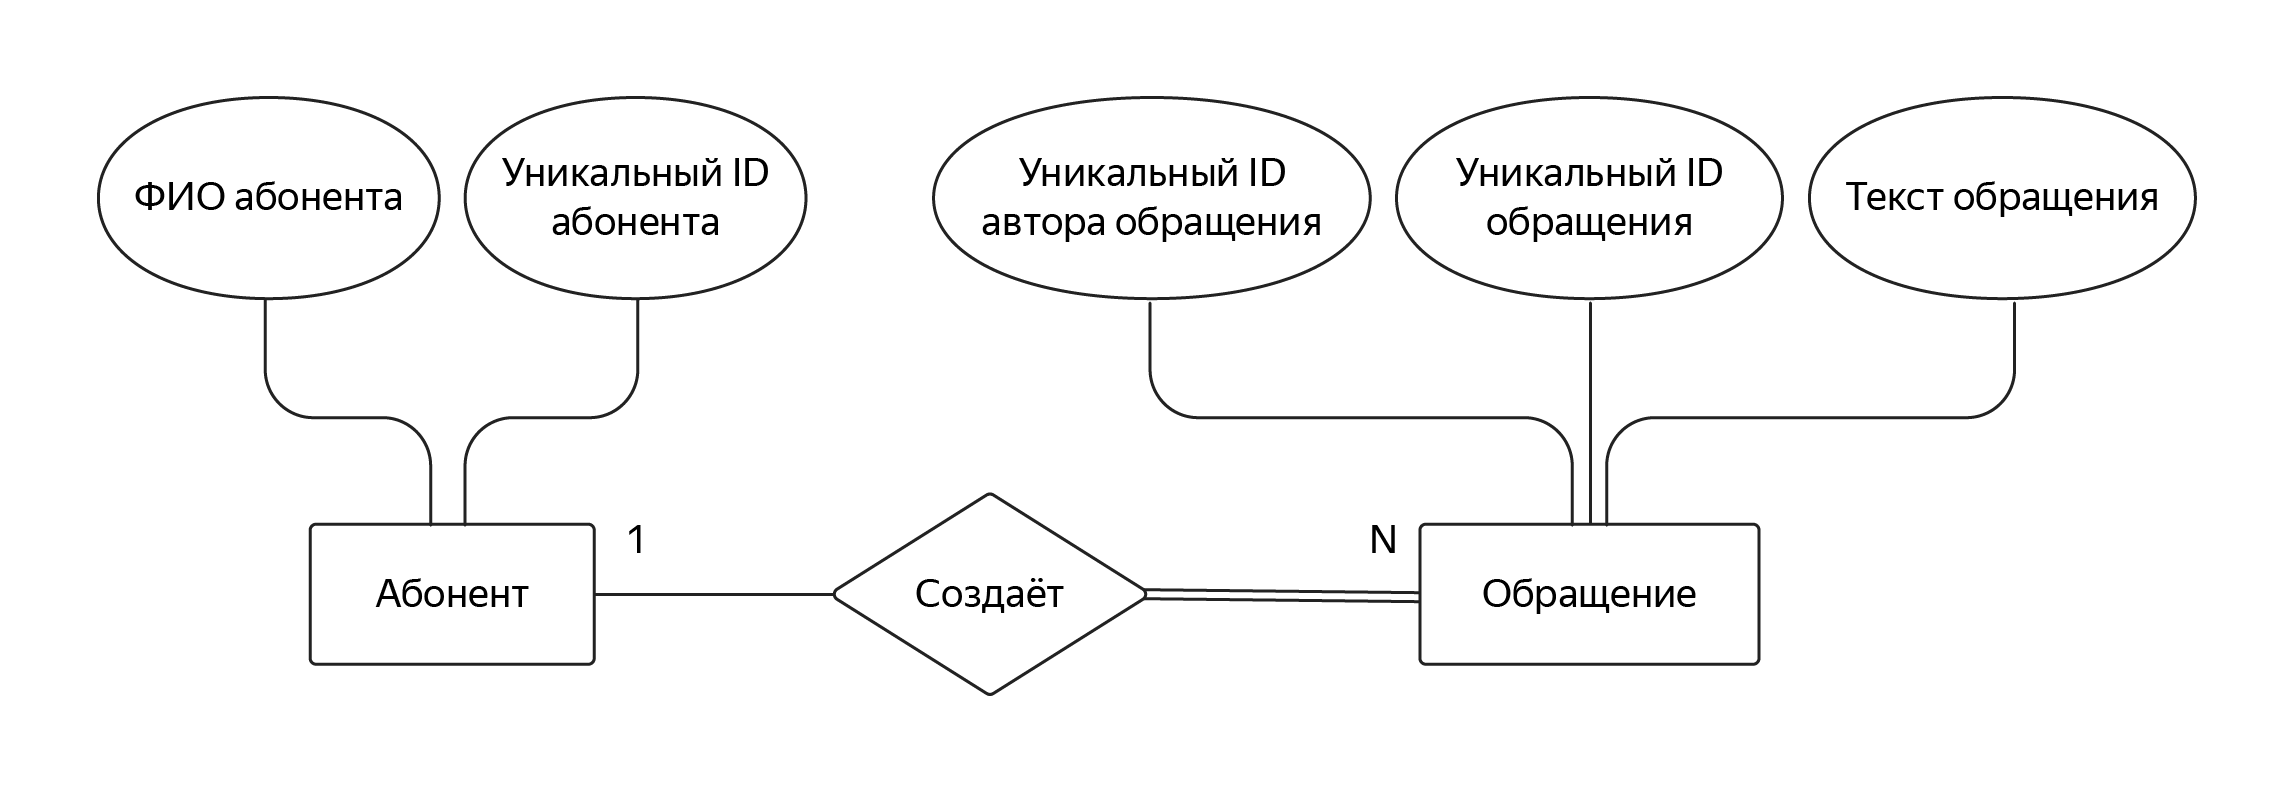 ФИО абонента
Уникальный ID
абонента
Уникальный ID
автора обращения
Уникальный ID
обращения
Текст обращения
Абонент
1
Создаёт
N
Обращение